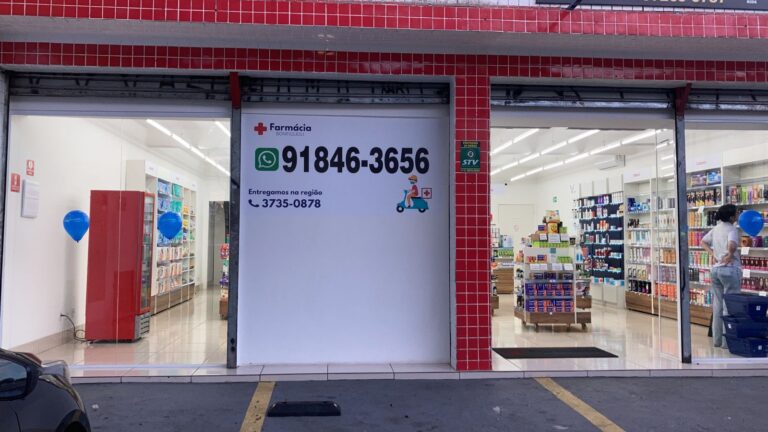 Farmácia
91846-3656
Entregamos na região
3735-0878
STV